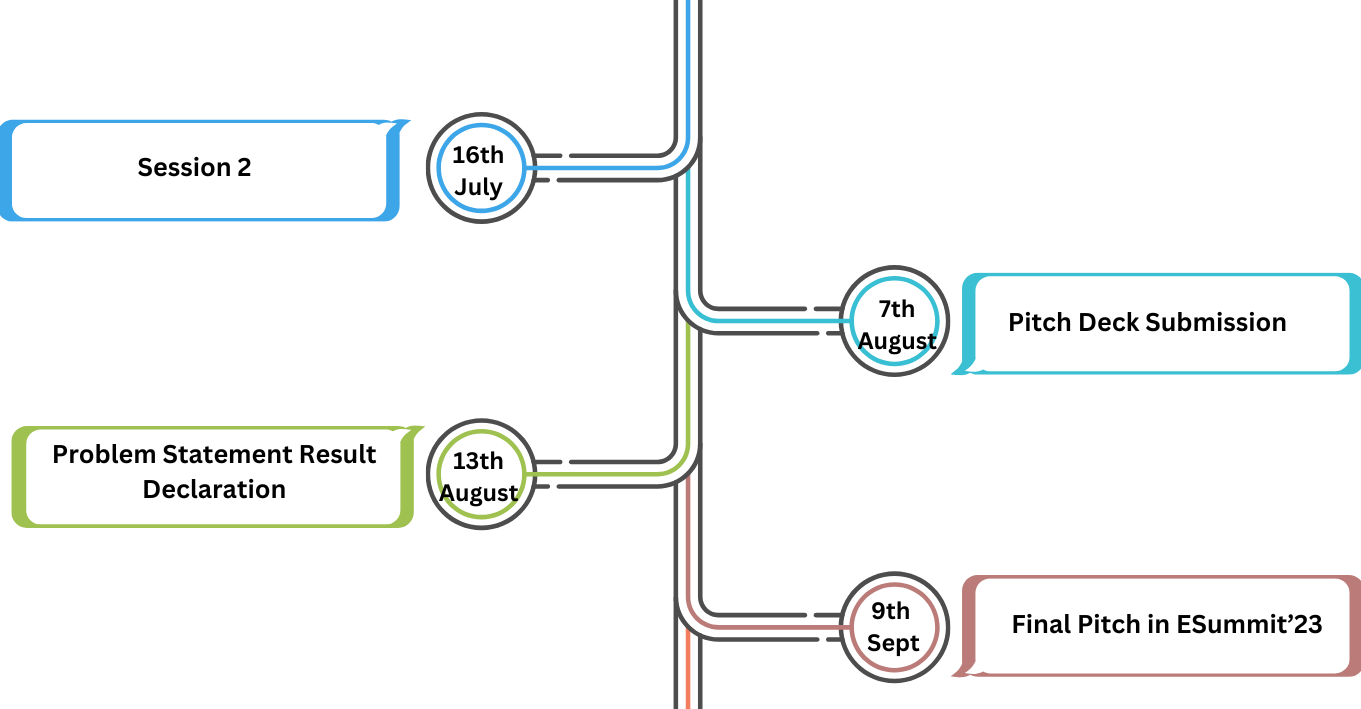 Session 2
16th
July
7th
August
Pitch Deck Submission
Problem Statement Result
Declaration
13th
August
9th
Sept
Final Pitch in ESummit’23